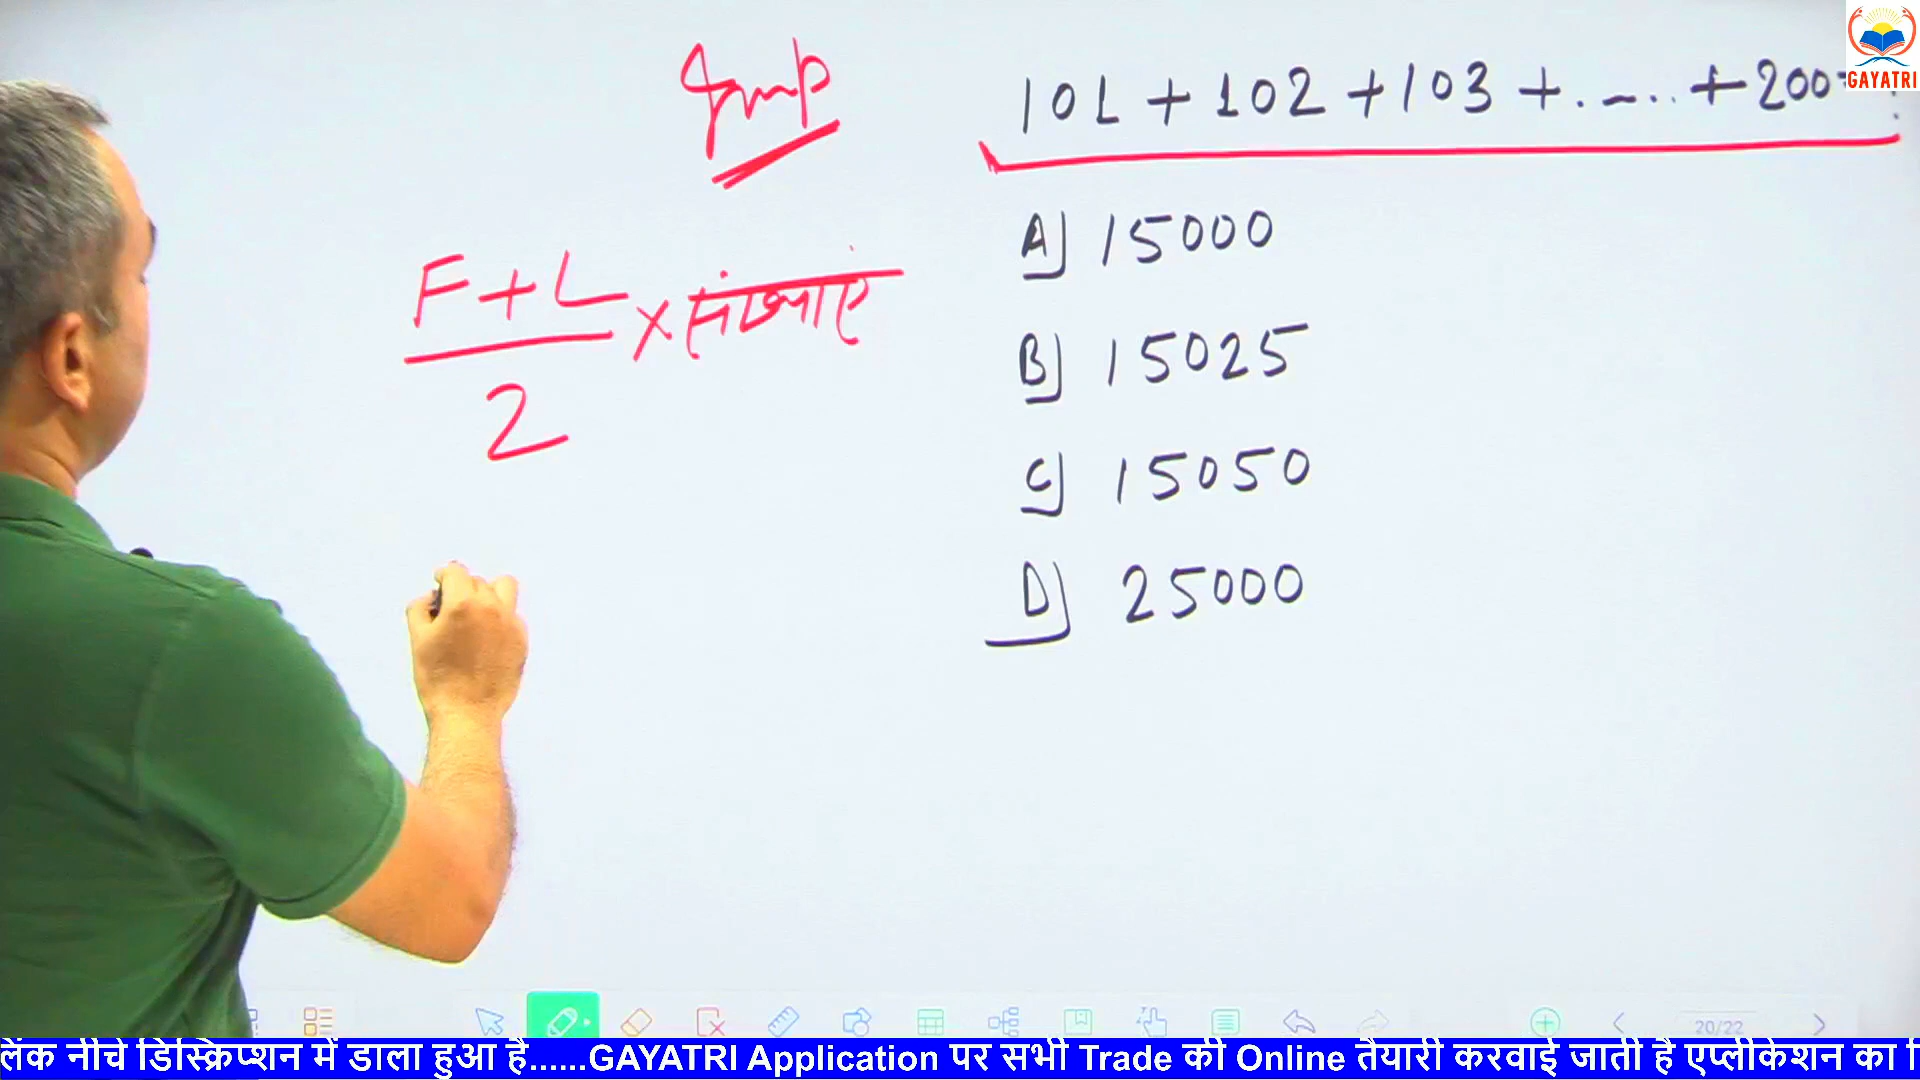 GAYATRI
Imp
101 + 102 + 103 + ..... + 200 = ?
F+L
2
× संख्याएं
A) 15000
B) 15025
C) 15050
D) 25000
20/22
लिंक नीचे डिस्क्रिप्शन में डाला हुआ है......GAYATRI Application पर सभी Trade की Online तैयारी करवाई जाती है एप्लीकेशन का